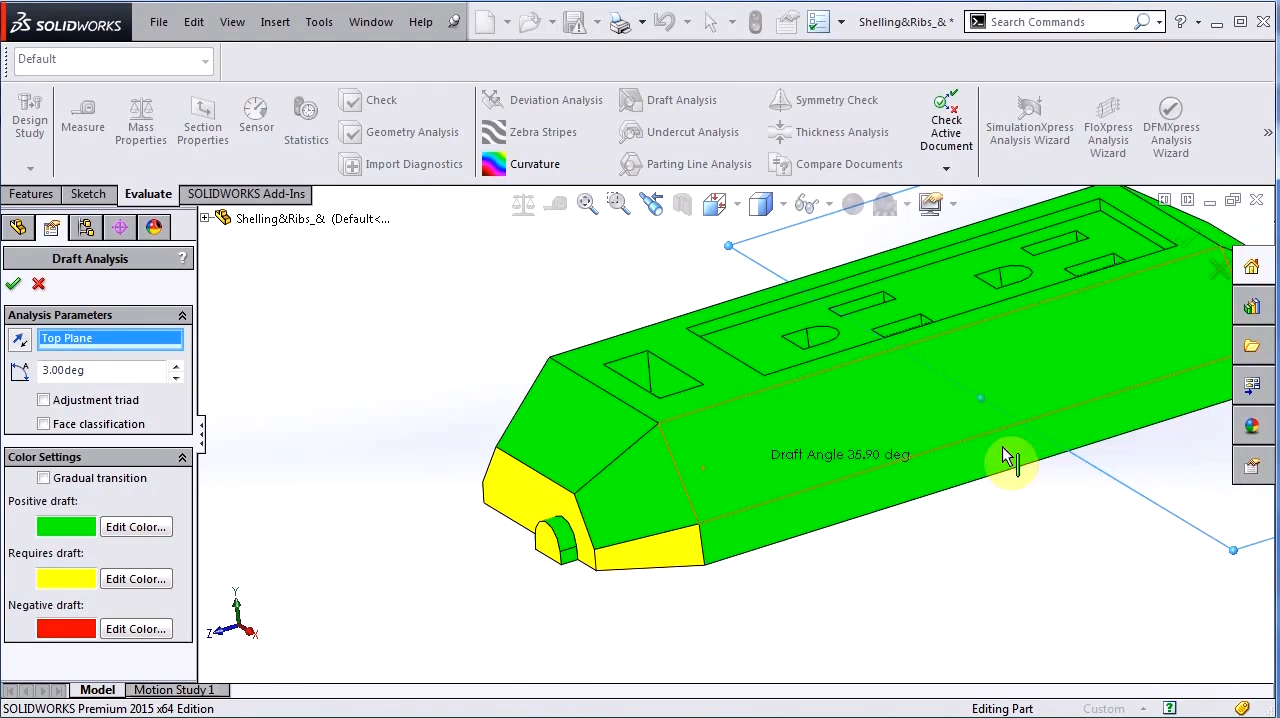 SOLIDWORKS File Edit View Insert Tools Window Help Shelling&Ribs_& * Search Commands ?
Default
Design Study
Measure
Mass Properties
Section Properties
Sensor
Statistics
Check
Geometry Analysis
Import Diagnostics
Deviation Analysis
Zebra Stripes
Curvature
Draft Analysis
Undercut Analysis
Parting Line Analysis
Symmetry Check
Thickness Analysis
Compare Documents
Check Active Document
SimulationXpress Analysis Wizard
FloXpress Analysis Wizard
DFMXpress Analysis Wizard
Features Sketch Evaluate SOLIDWORKS Add-Ins
Shelling&Ribs_& (Default<...
Draft Analysis ?
Analysis Parameters
Top Plane
3.00deg
Adjustment triad
Face classification
Color Settings
Gradual transition
Positive draft:
Edit Color...
Requires draft:
Edit Color...
Negative draft:
Edit Color...
Draft Angle 35.90 deg
Y
Z
X
Model Motion Study 1
SOLIDWORKS Premium 2015 x64 Edition Editing Part Custom ?